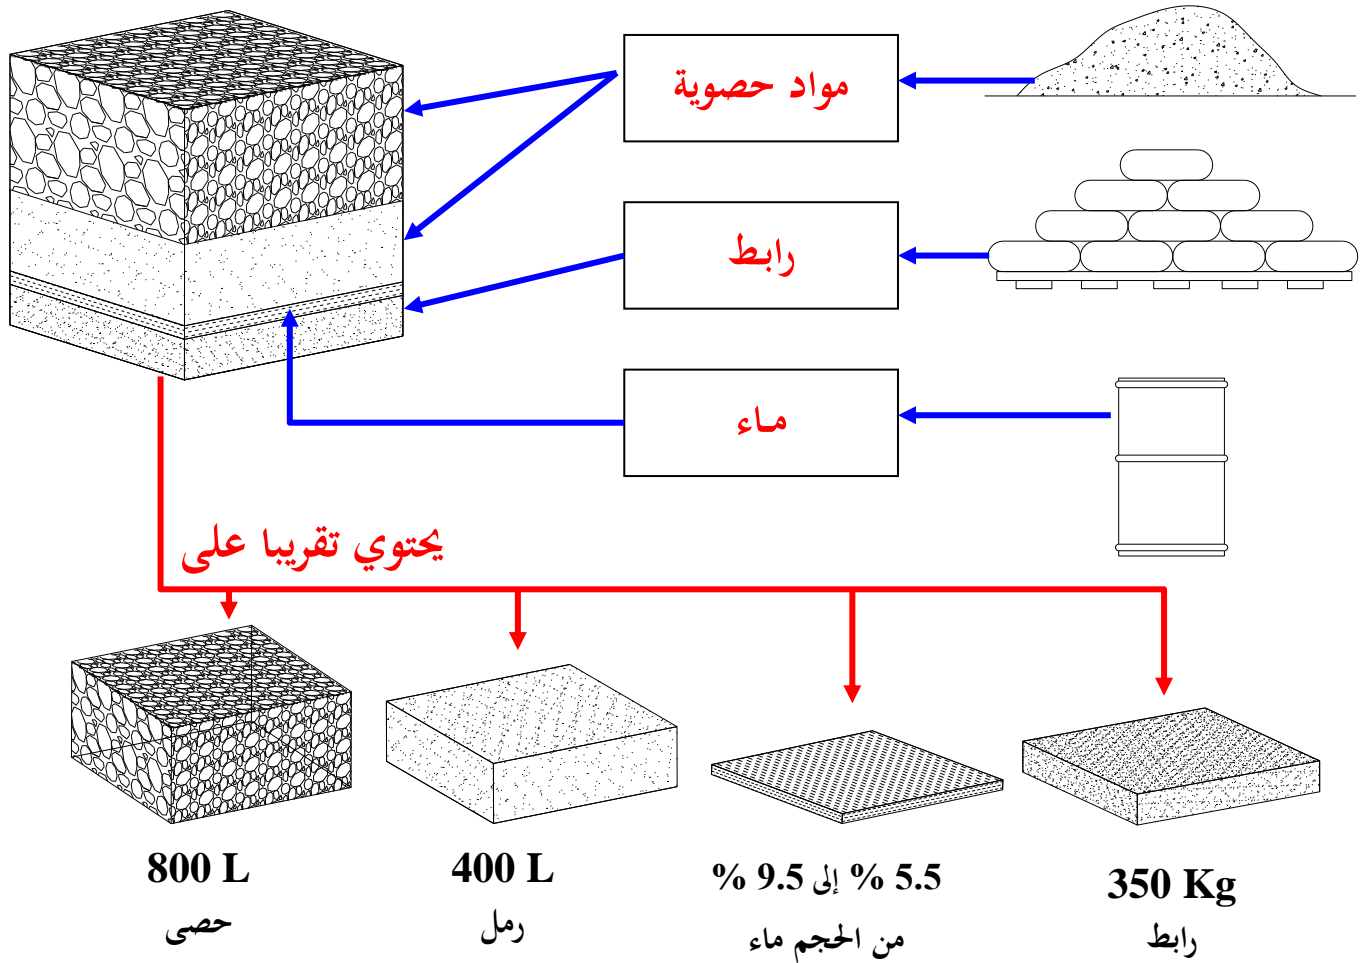 مواد حصوية
رابط
ماء
يحتوي تقريبا على
800 L
حصى
400 L
رمل
5.5 % إلى 9.5 %
من الحجم ماء
350 Kg
رابط